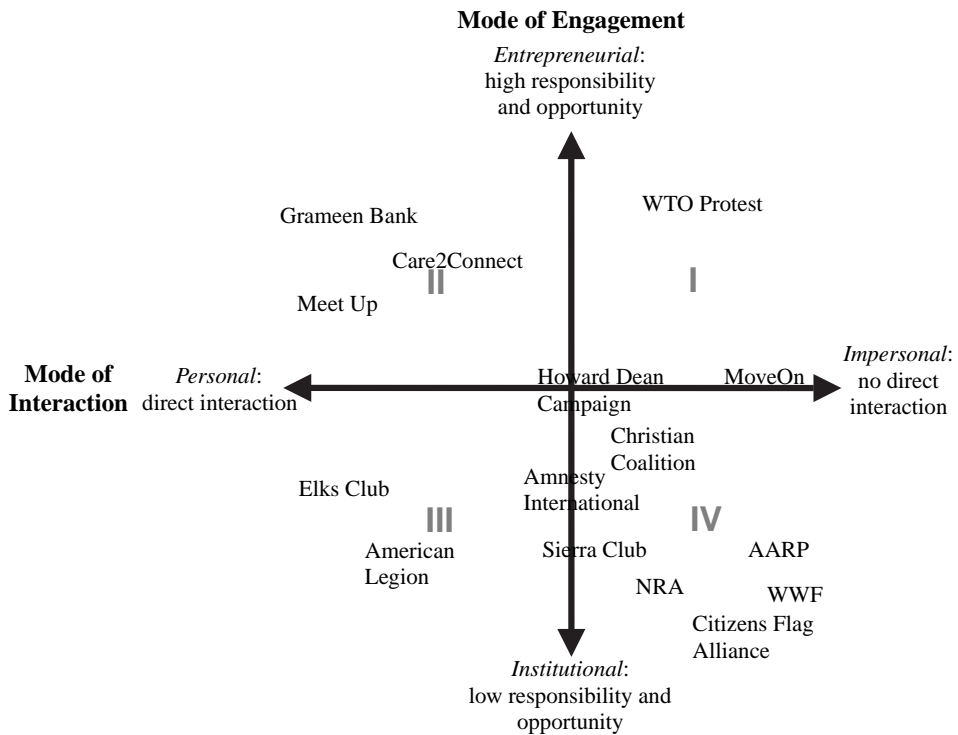 Mode of Engagement
Entrepreneurial:
high responsibility
and opportunity
WTO Protest
Grameen Bank
Care2Connect
II
I
Meet Up
Mode of
Interaction
Personal:
direct interaction
Howard Dean
Campaign
MoveOn
Impersonal:
no direct
interaction
Christian
Coalition
Elks Club
Amnesty
International
III
IV
American
Legion
Sierra Club
AARP
NRA
WWF
Citizens Flag
Alliance
Institutional:
low responsibility and
opportunity